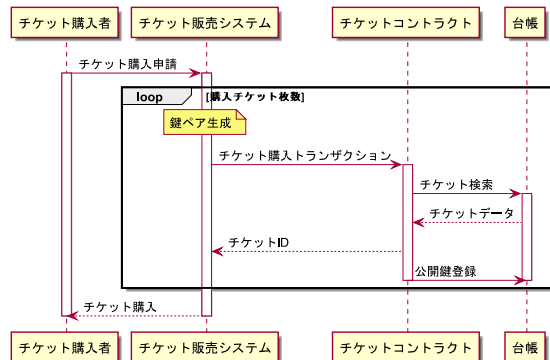 チケット購入者 チケット販売システム チケットコントラクト 台帳
チケット購入申請
loop [購入チケット枚数]
鍵ペア生成
チケット購入トランザクション
チケット検索
チケットデータ
チケットID
公開鍵登録
チケット購入
チケット購入者 チケット販売システム チケットコントラクト 台帳